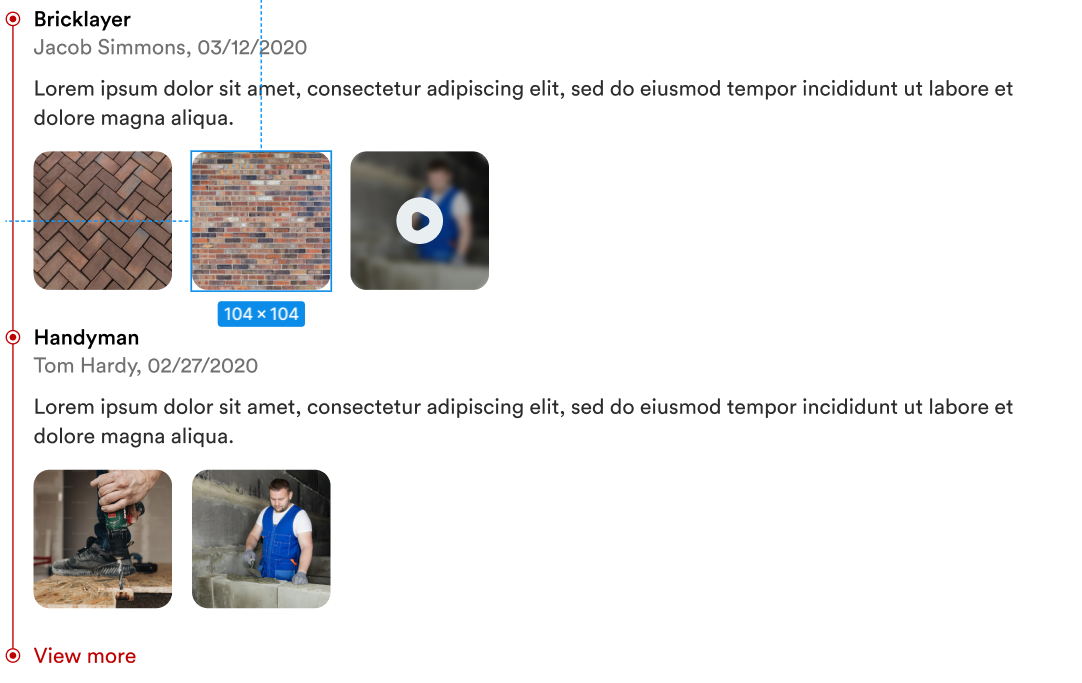 Bricklayer
Jacob Simmons, 03/12/2020
Lorem ipsum dolor sit amet, consectetur adipiscing elit, sed do eiusmod tempor incididunt ut labore et
dolore magna aliqua.
104 × 104
Handyman
Tom Hardy, 02/27/2020
Lorem ipsum dolor sit amet, consectetur adipiscing elit, sed do eiusmod tempor incididunt ut labore et
dolore magna aliqua.
View more